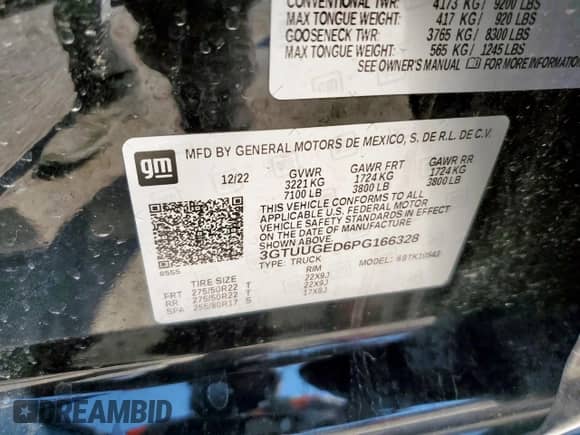 CONVENTIONAL TWR: 4173 KG / 9200 LBS
MAX TONGUE WEIGHT: 417 KG / 920 LBS
GOOSENECK TWR: 3765 KG / 8300 LBS
MAX TONGUE WEIGHT: 565 KG / 1245 LBS
SEE OWNER'S MANUAL FOR MORE INFORMATION
gm
MFD BY GENERAL MOTORS DE MEXICO, S. DE R.L. DE C.V.
12/22 GVWR GAWR FRT GAWR RR
3221 KG 1724 KG 1724 KG
7100 LB 3800 LB 3800 LB
THIS VEHICLE CONFORMS TO ALL
APPLICABLE U.S. FEDERAL MOTOR
VEHICLE SAFETY STANDARDS IN EFFECT
ON THE DATE OF MANUFACTURE
SHOWN ABOVE.
3GTUUGED6PG166328
TYPE: TRUCK MODEL:
TIRE SIZE RIM
FRT 275/50R22 T 22X9J
RR 275/50R22 T 22X9J
SPA 255/80R17 S 17X8J
DREAMBID